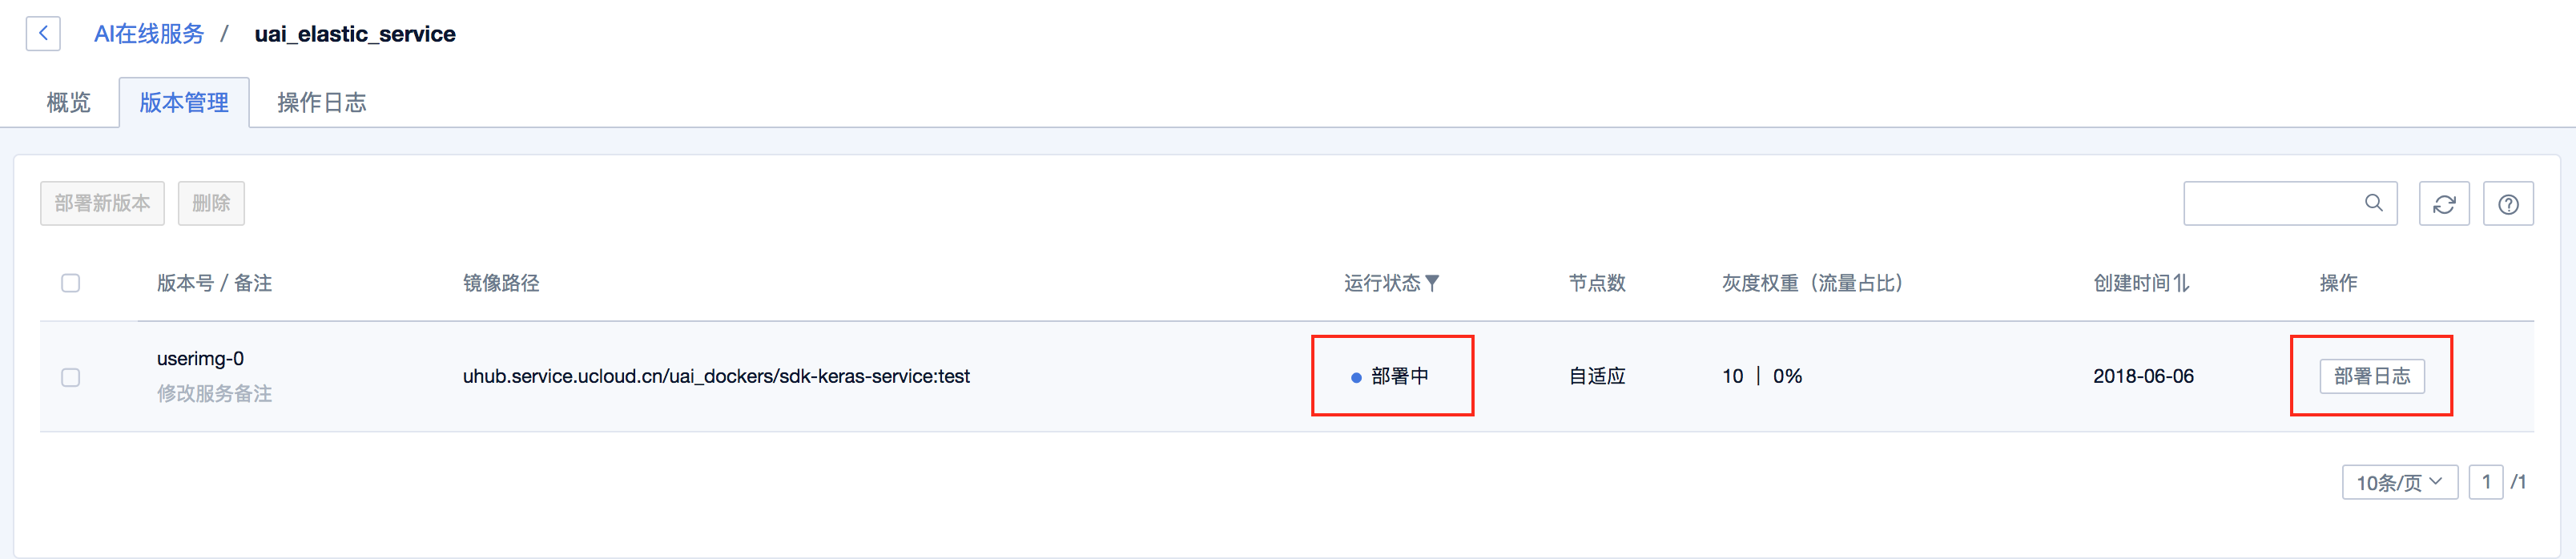 AI在线服务 / uai_elastic_service
概览 版本管理 操作日志
部署新版本 删除
版本号 / 备注 镜像路径 运行状态 节点数 灰度权重（流量占比） 创建时间 操作
userimg-0
修改服务备注
uhub.service.ucloud.cn/uai_dockers/sdk-keras-service:test 部署中 自适应 10 | 0% 2018-06-06 部署日志
10条/页 1 /1